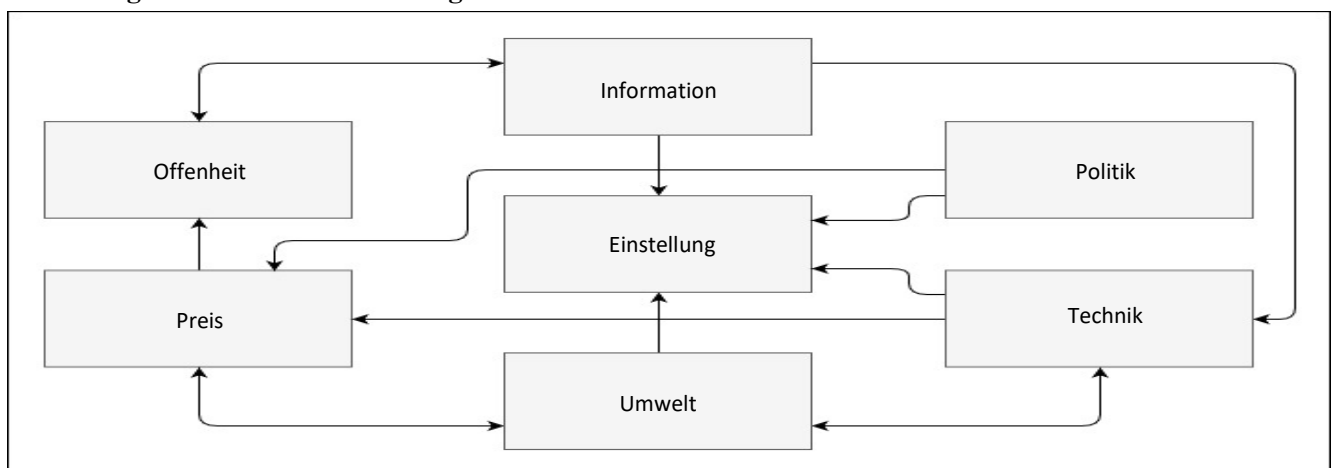 Information
Offenheit
Politik
Einstellung
Preis
Technik
Umwelt